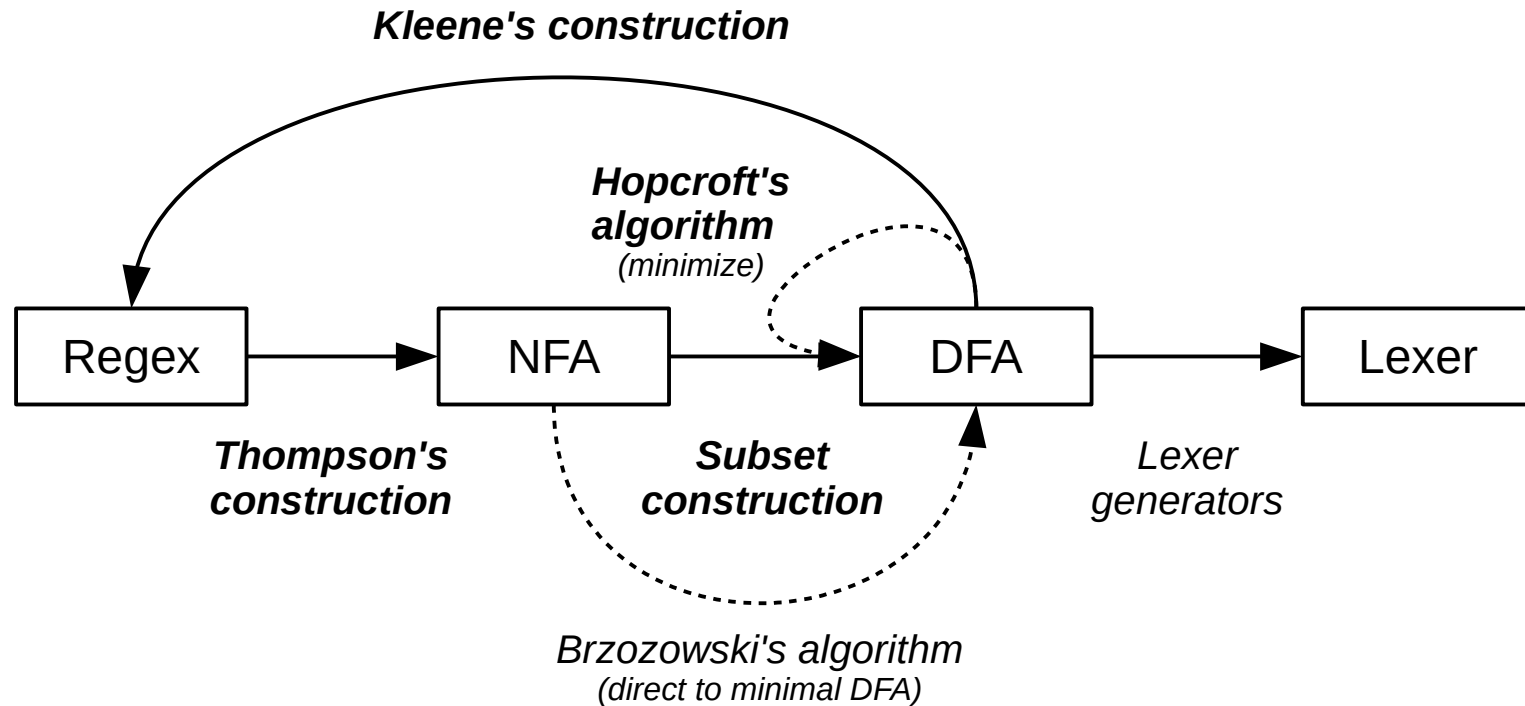 Kleene's construction
Hopcroft's
algorithm
(minimize)
Regex
NFA
DFA
Lexer
Thompson's
construction
Subset
construction
Lexer
generators
Brzozowski's algorithm
(direct to minimal DFA)